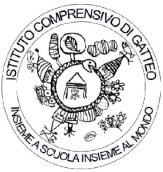 ISTITUTO COMPRENSIVO DI GATTEO
INSIEME A SCUOLA INSIEME AL MONDO